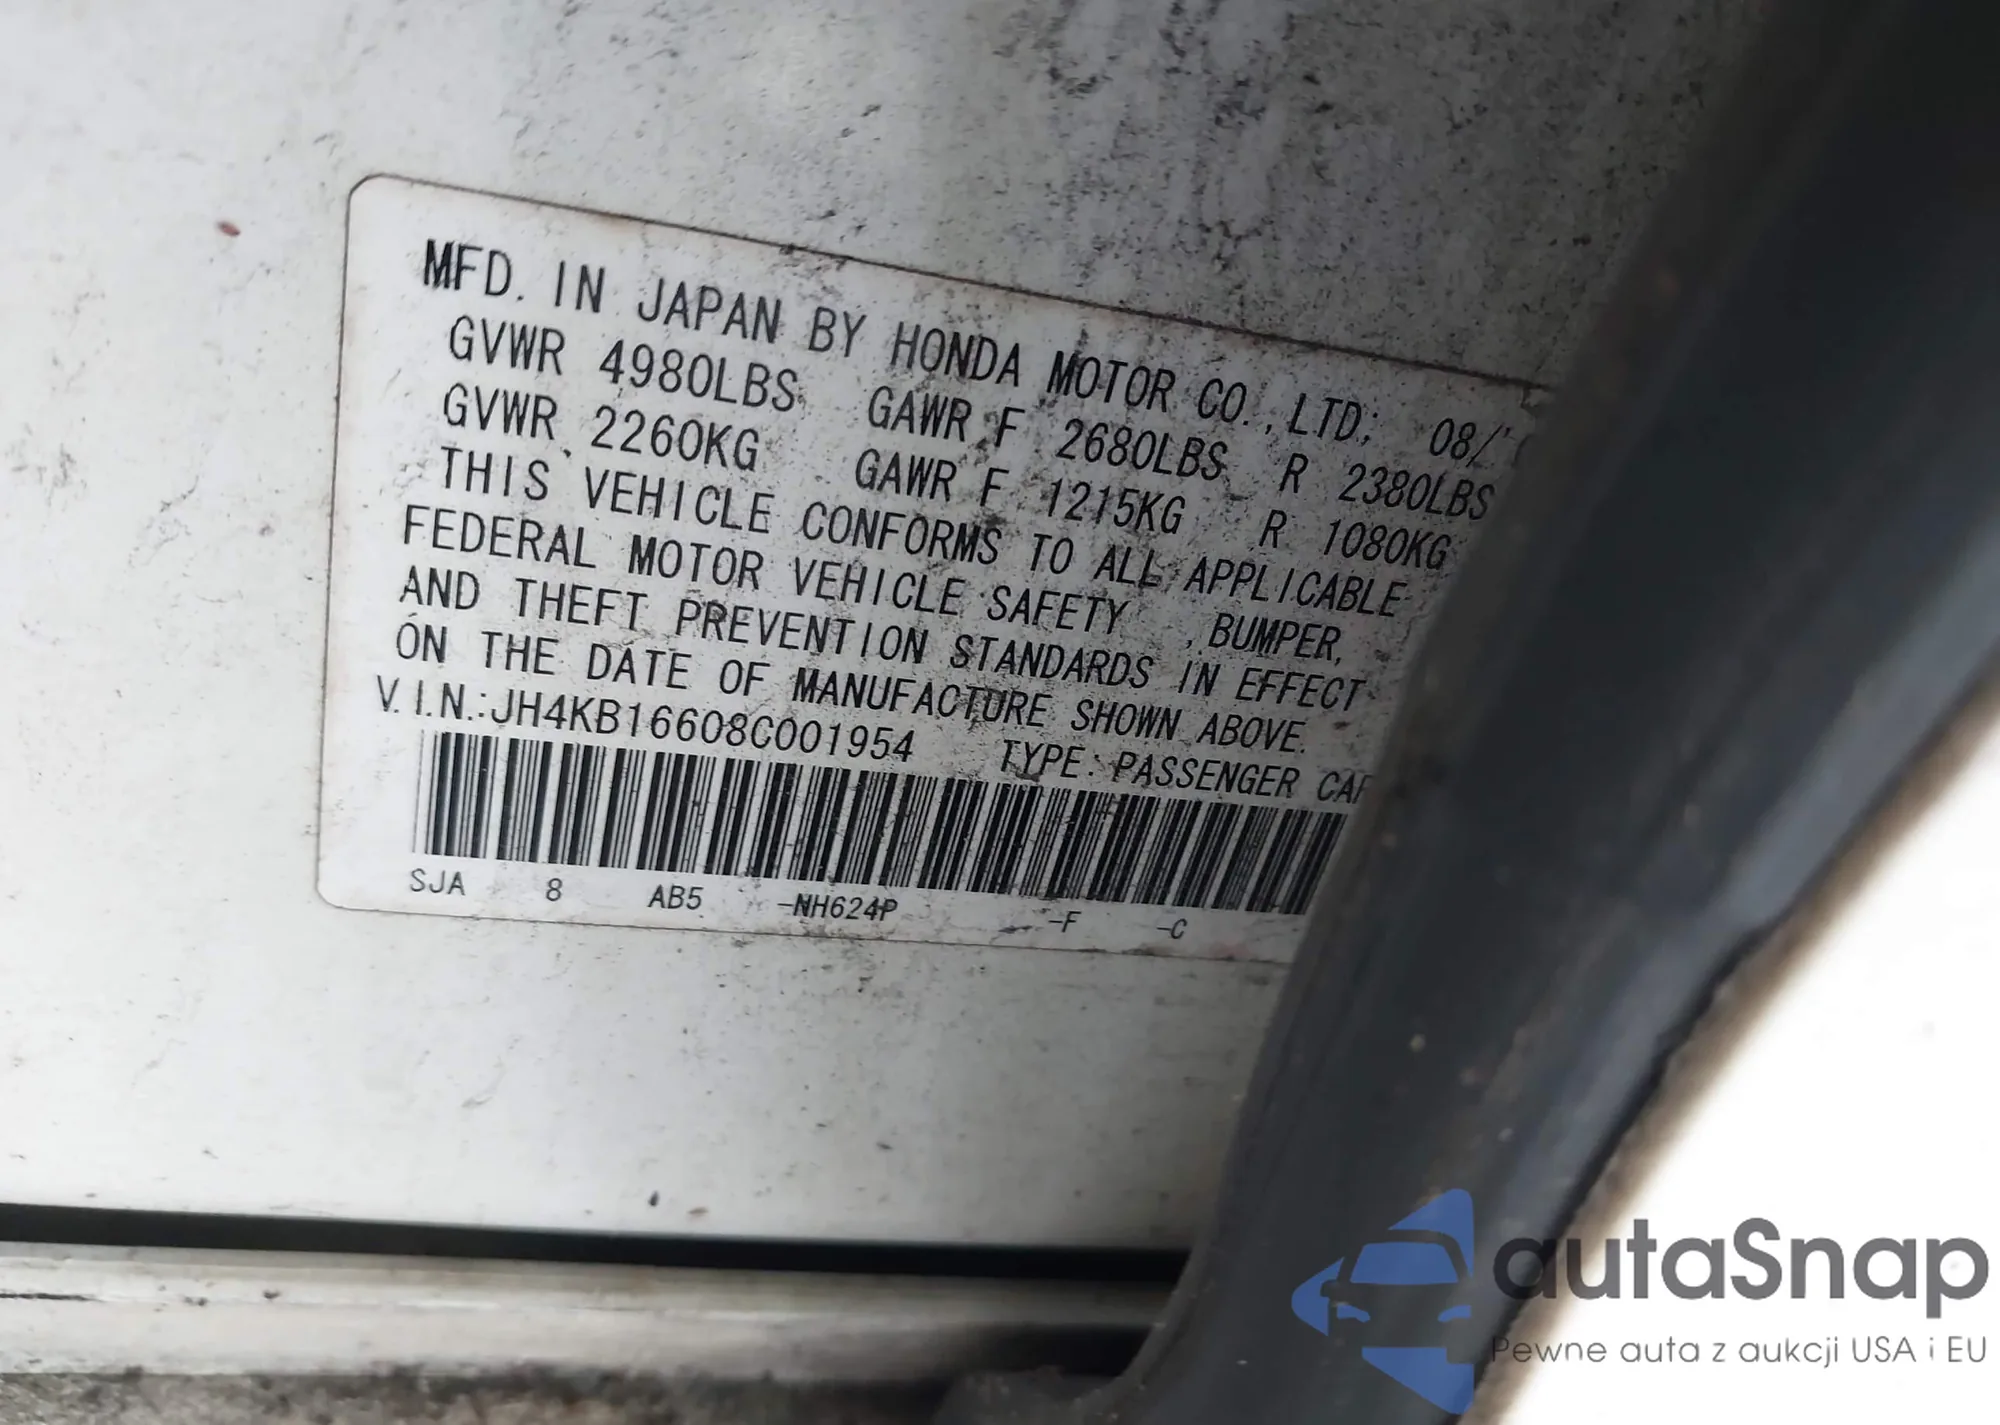 MFD. IN JAPAN BY HONDA MOTOR CO.,LTD; 08/
GVWR 4980LBS GAWR F 2680LBS R 2380LBS
GVWR 2260KG GAWR F 1215KG R 1080KG
THIS VEHICLE CONFORMS TO ALL APPLICABLE
FEDERAL MOTOR VEHICLE SAFETY , BUMPER,
AND THEFT PREVENTION STANDARDS IN EFFECT
ON THE DATE OF MANUFACTURE SHOWN ABOVE.
V.I.N.:JH4KB16608C001954 TYPE: PASSENGER CAR
SJA 8 AB5 -NH624P -F -C
autaSnap
Pewne auta z aukcji USA i EU